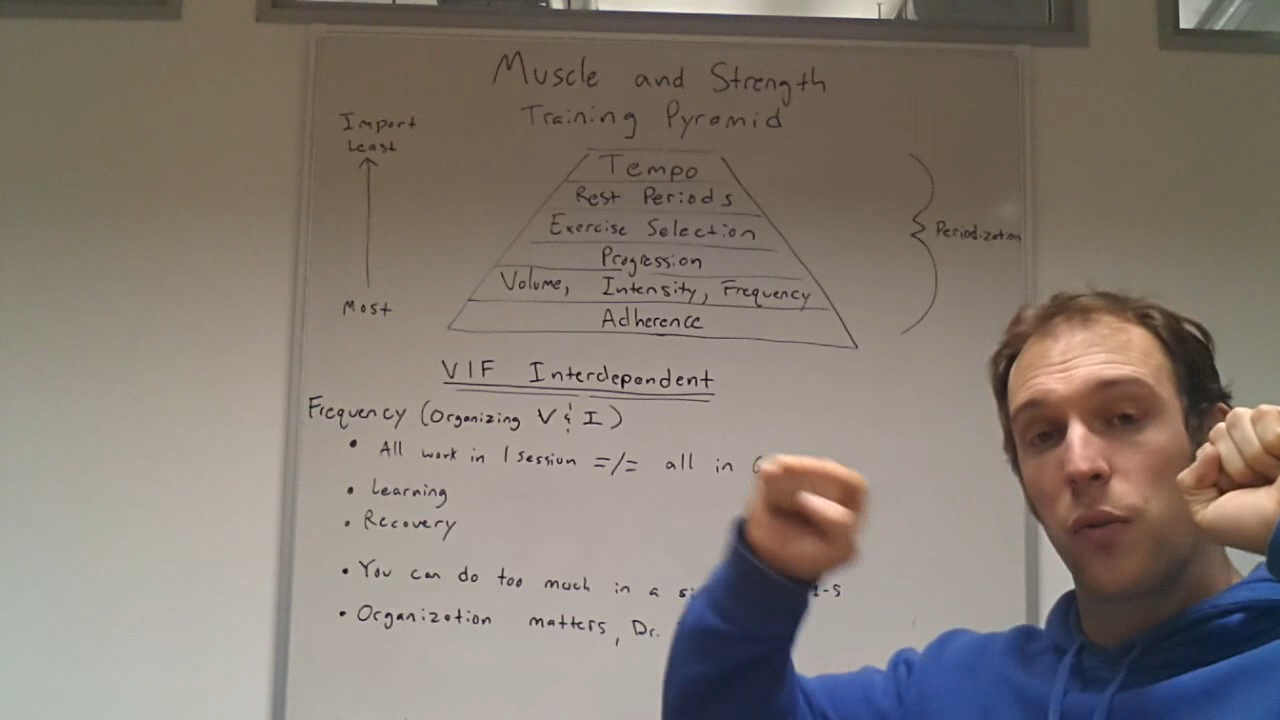 Muscle and Strength
Training Pyramid
Import
Least
Most
Tempo
Rest Periods
Exercise Selection
Progression
Volume, Intensity, Frequency
Adherence
Periodization
VIF Interdependent
Frequency (Organizing V & I)
• All work in 1 session =/= all in
• Learning
• Recovery
• You can do too much in a
• Organization matters, Dr.